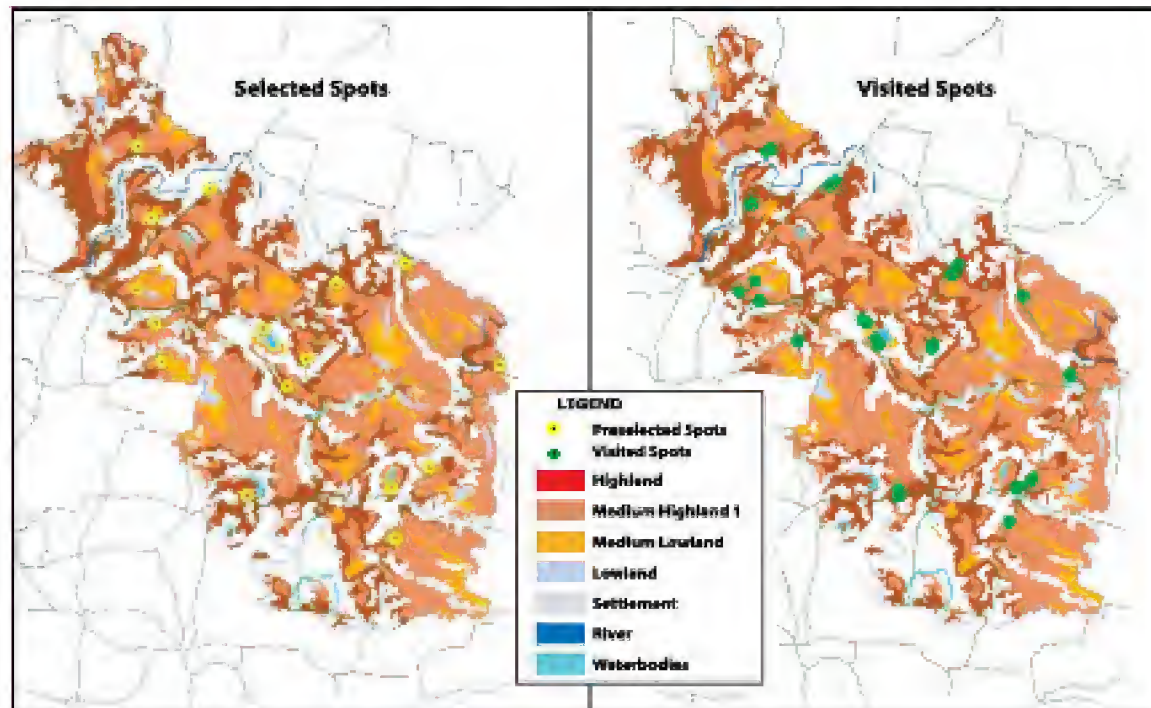 Selected Spots
Visited Spots
LEGEND
Preselected Spots
Visited Spots
Highland
Medium Highland 1
Medium Lowland
Lowland
Settlement
River
Waterbodies